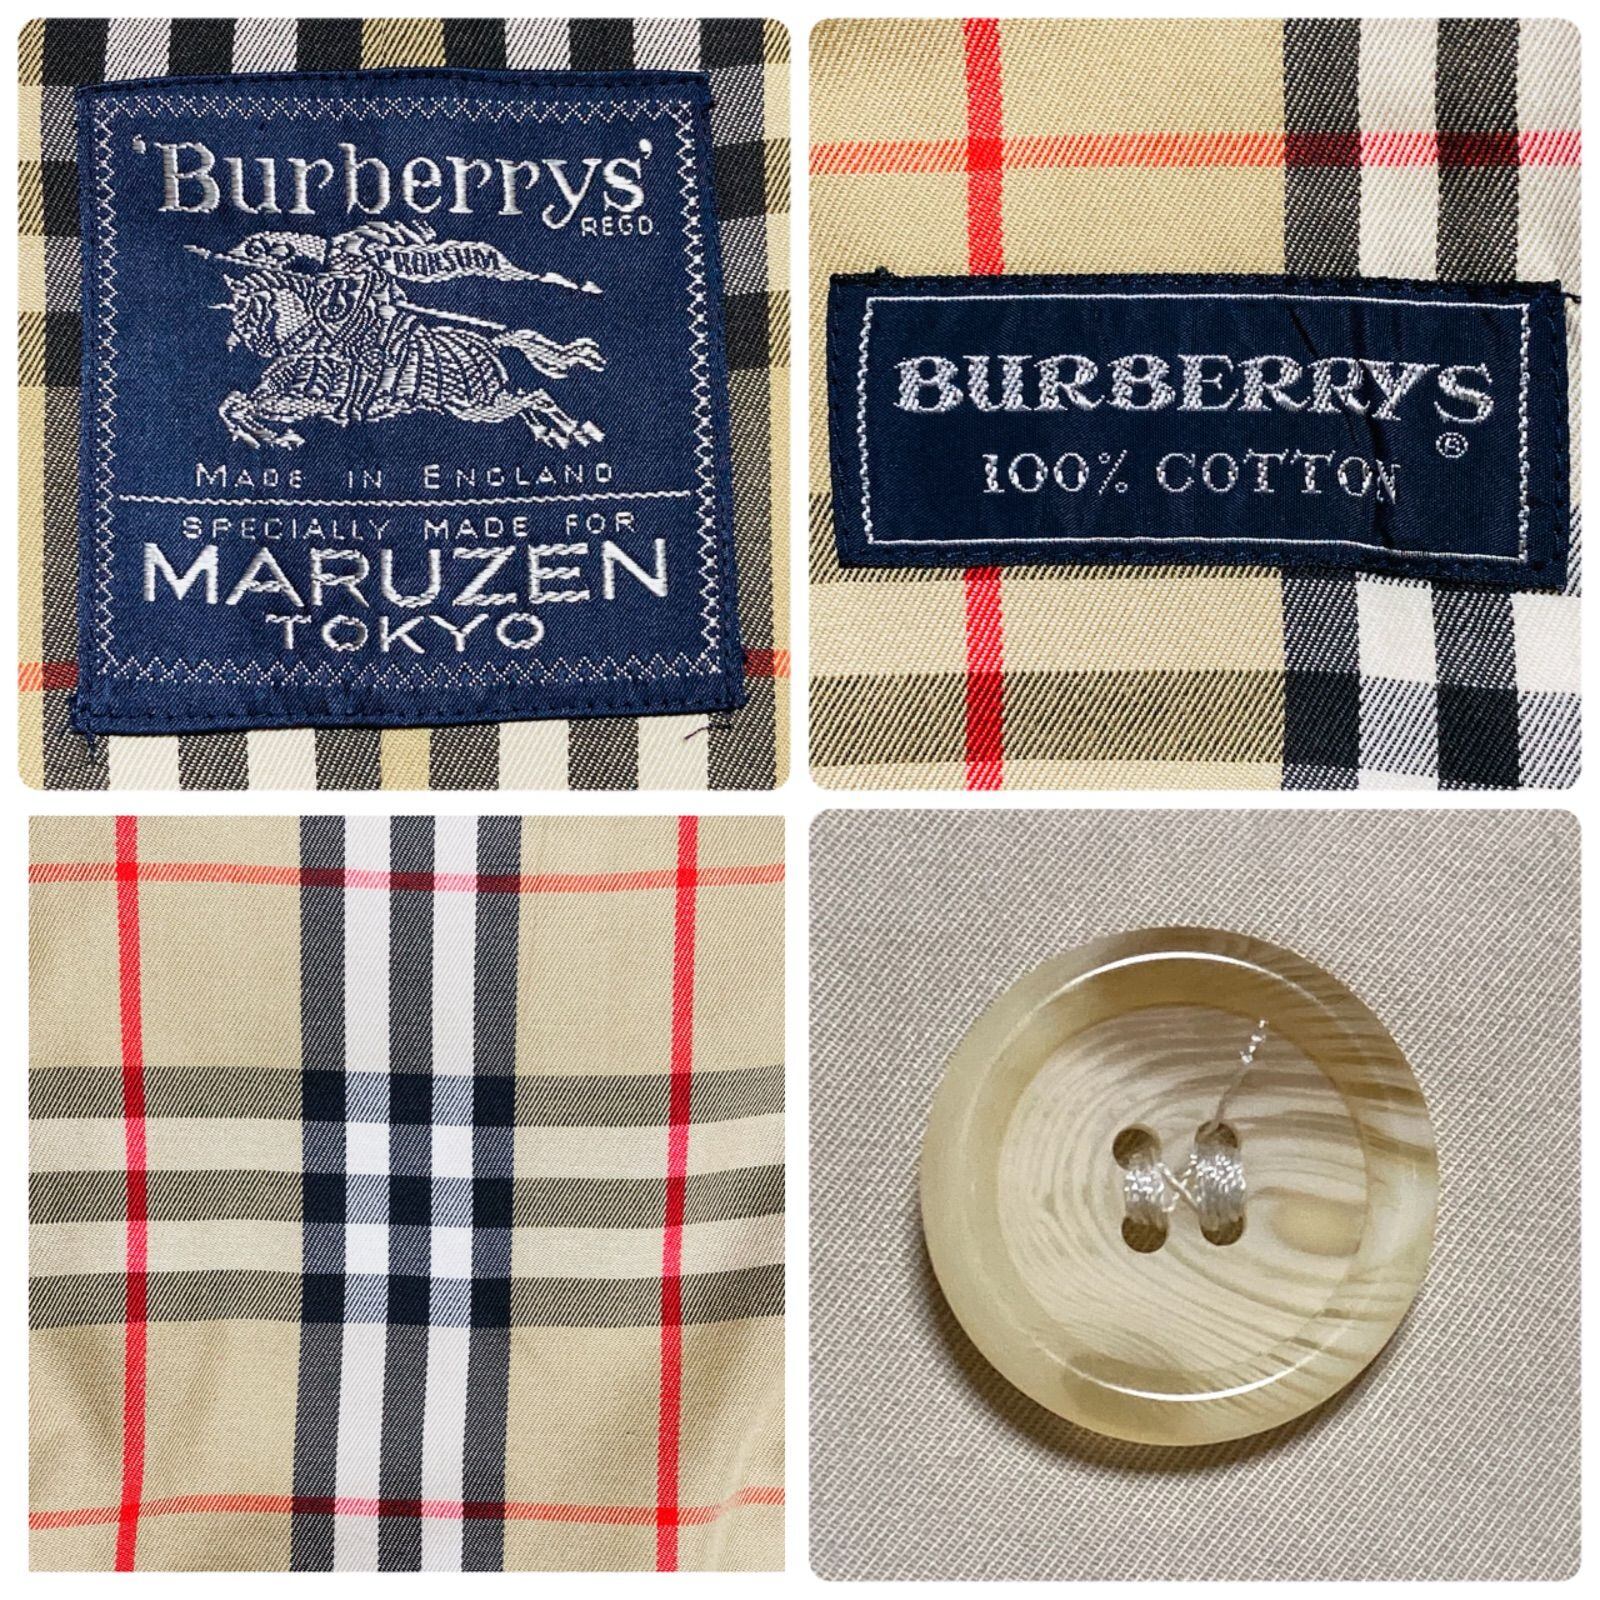 'Burberrys'
REGD.
PRORSUM
MADE IN ENGLAND
SPECIALLY MADE FOR
MARUZEN
TOKYO
BURBERRYS
®
100% COTTON